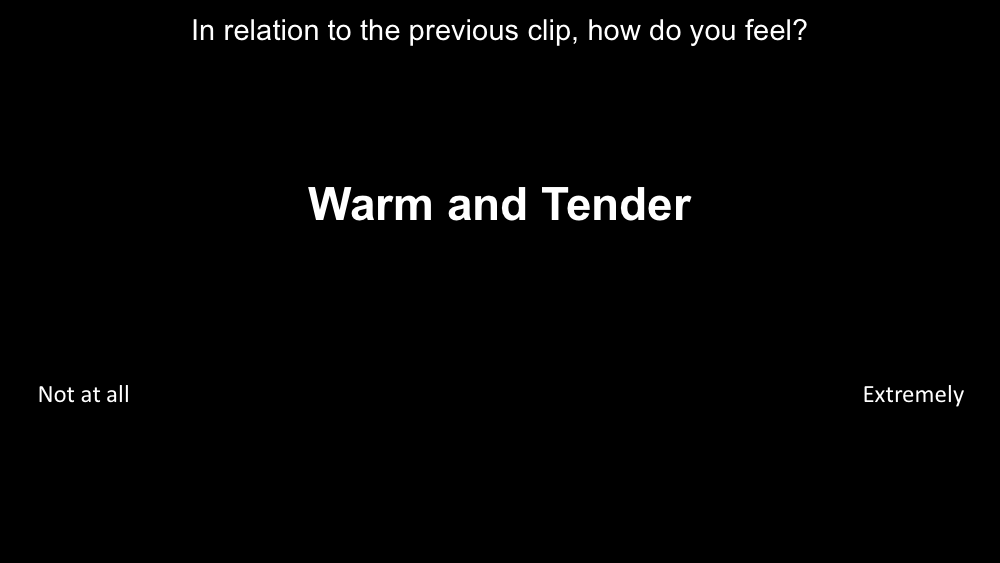 In relation to the previous clip, how do you feel?
Warm and Tender
Not at all
Extremely